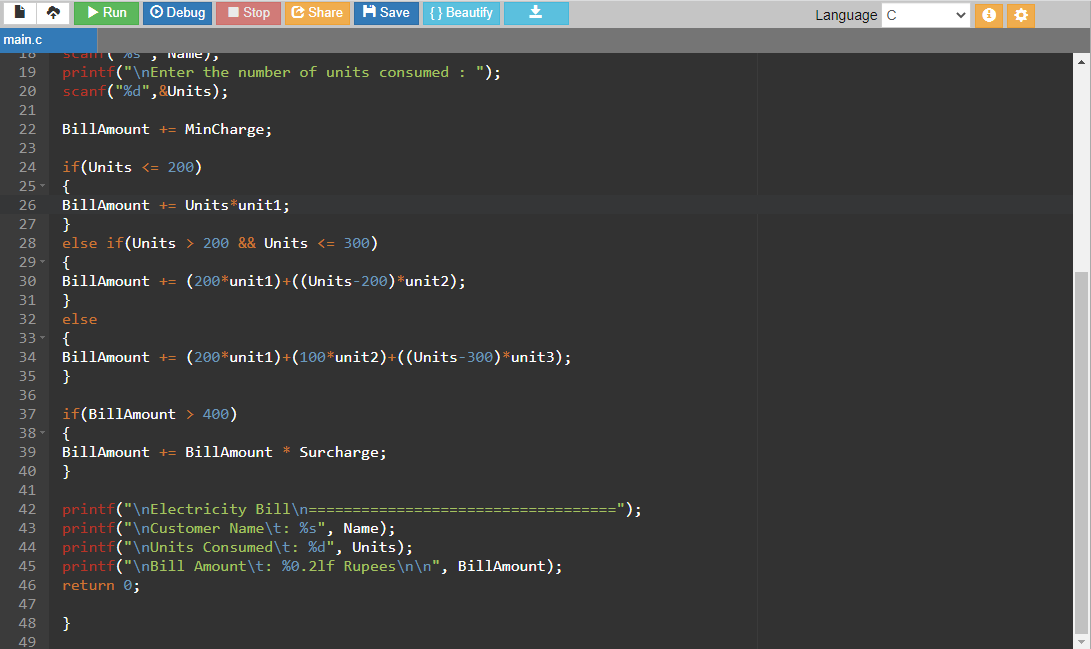 Run Debug Stop Share Save { } Beautify Language C
main.c
18 scanf("%s", Name);
19 printf("\nEnter the number of units consumed : ");
20 scanf("%d",&Units);
21
22 BillAmount += MinCharge;
23
24 if(Units <= 200)
25 {
26 BillAmount += Units*unit1;
27 }
28 else if(Units > 200 && Units <= 300)
29 {
30 BillAmount += (200*unit1)+((Units-200)*unit2);
31 }
32 else
33 {
34 BillAmount += (200*unit1)+(100*unit2)+((Units-300)*unit3);
35 }
36
37 if(BillAmount > 400)
38 {
39 BillAmount += BillAmount * Surcharge;
40 }
41
42 printf("\nElectricity Bill\n===================================");
43 printf("\nCustomer Name\t: %s", Name);
44 printf("\nUnits Consumed\t: %d", Units);
45 printf("\nBill Amount\t: %0.2lf Rupees\n\n", BillAmount);
46 return 0;
47
48 }
49